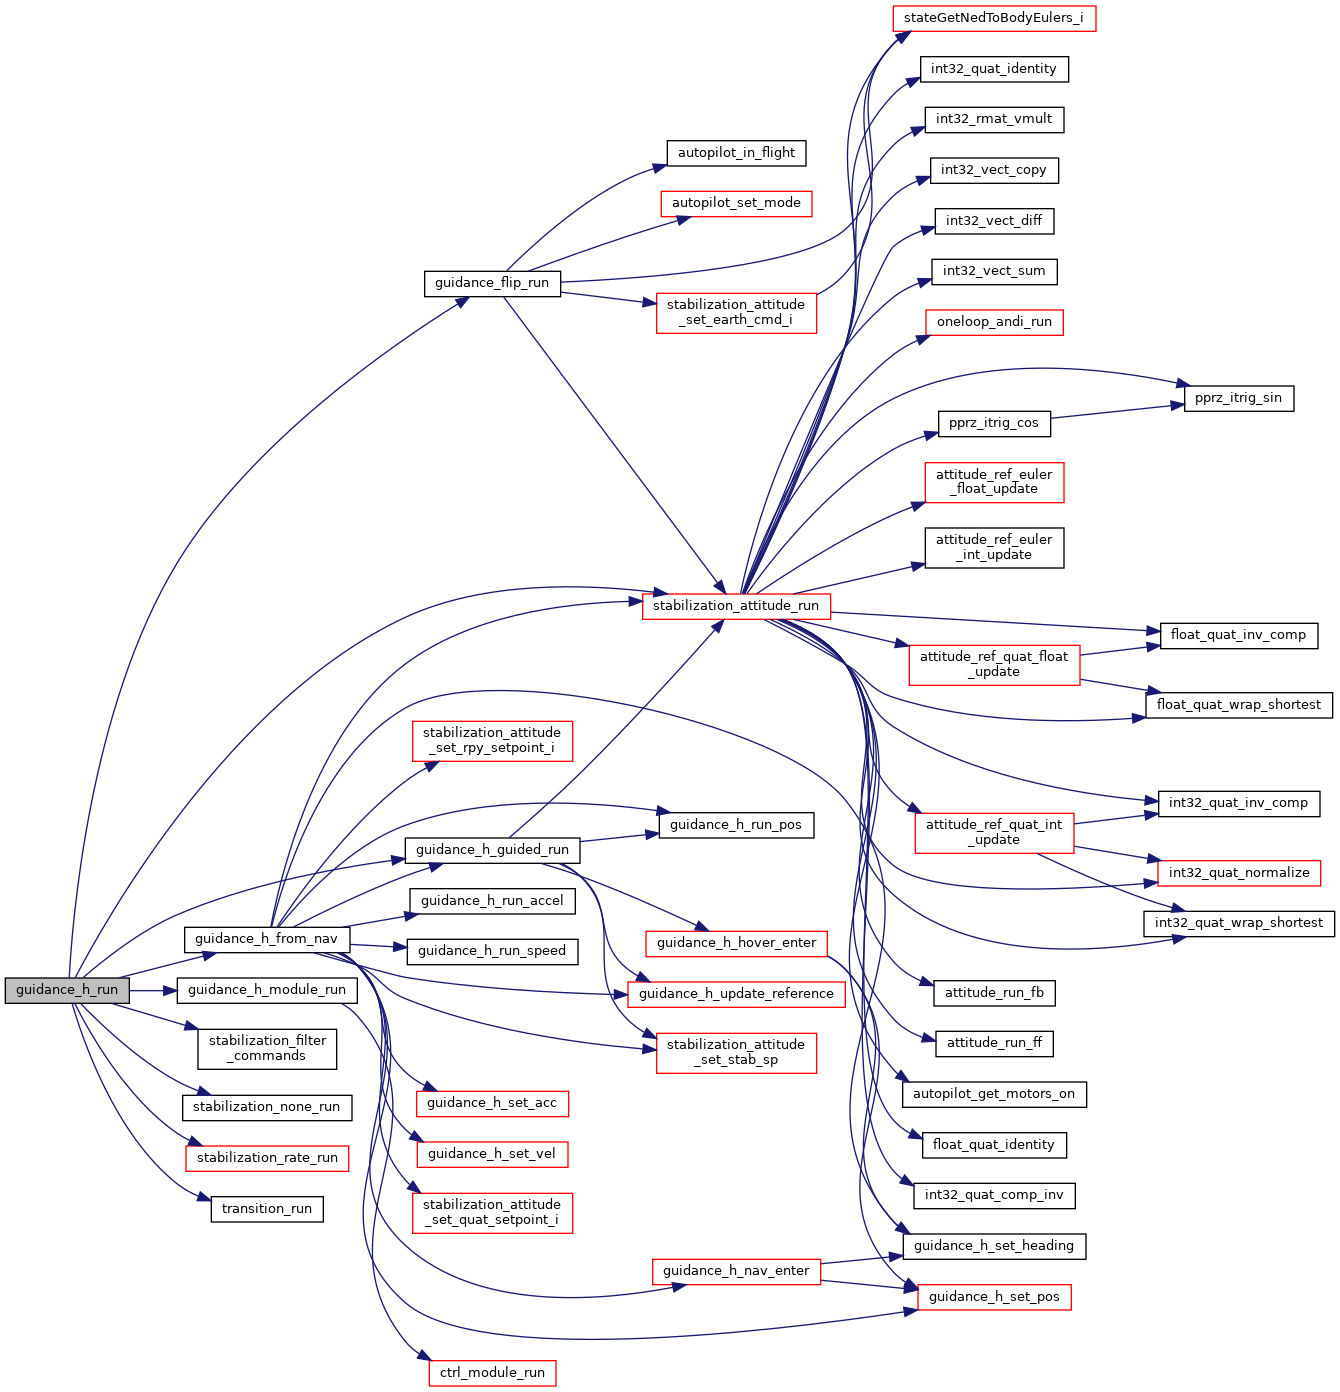 stateGetNedToBodyEulers_i
int32_quat_identity
int32_rmat_vmult
autopilot_in_flight
int32_vect_copy
autopilot_set_mode
int32_vect_diff
int32_vect_sum
guidance_flip_run
stabilization_attitude
_set_earth_cmd_i
oneloop_andi_run
pprz_itrig_sin
pprz_itrig_cos
attitude_ref_euler
_float_update
attitude_ref_euler
_int_update
stabilization_attitude_run
float_quat_inv_comp
attitude_ref_quat_float
_update
float_quat_wrap_shortest
stabilization_attitude
_set_rpy_setpoint_i
int32_quat_inv_comp
guidance_h_run_pos
attitude_ref_quat_int
_update
guidance_h_guided_run
int32_quat_normalize
guidance_h_run_accel
int32_quat_wrap_shortest
guidance_h_from_nav
guidance_h_hover_enter
guidance_h_run_speed
guidance_h_run
guidance_h_module_run
guidance_h_update_reference
attitude_run_fb
stabilization_filter
_commands
stabilization_attitude
_set_stab_sp
attitude_run_ff
autopilot_get_motors_on
guidance_h_set_acc
stabilization_none_run
float_quat_identity
guidance_h_set_vel
stabilization_rate_run
int32_quat_comp_inv
stabilization_attitude
_set_quat_setpoint_i
transition_run
guidance_h_set_heading
guidance_h_nav_enter
guidance_h_set_pos
ctrl_module_run